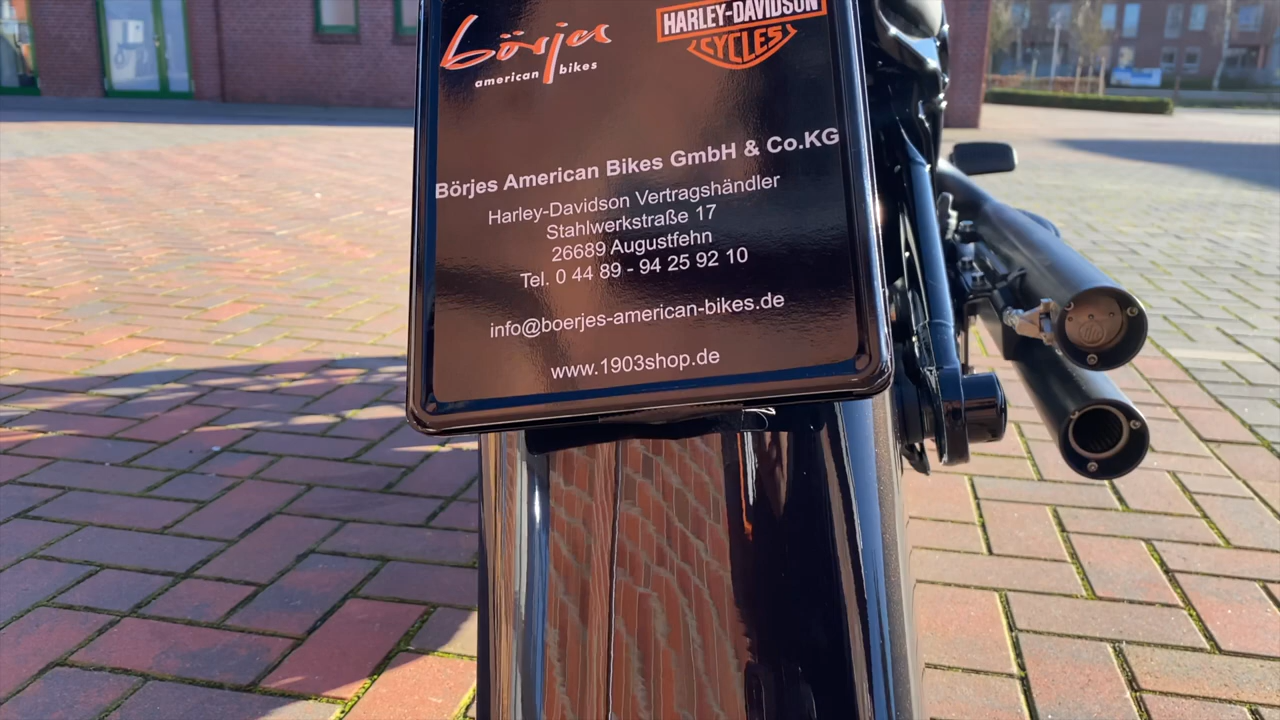 börjes
american bikes
HARLEY-DAVIDSON
CYCLES
Börjes American Bikes GmbH & Co.KG
Harley-Davidson Vertragshändler
Stahlwerkstraße 17
26689 Augustfehn
Tel. 0 44 89 - 94 25 92 10
info@boerjes-american-bikes.de
www.1903shop.de